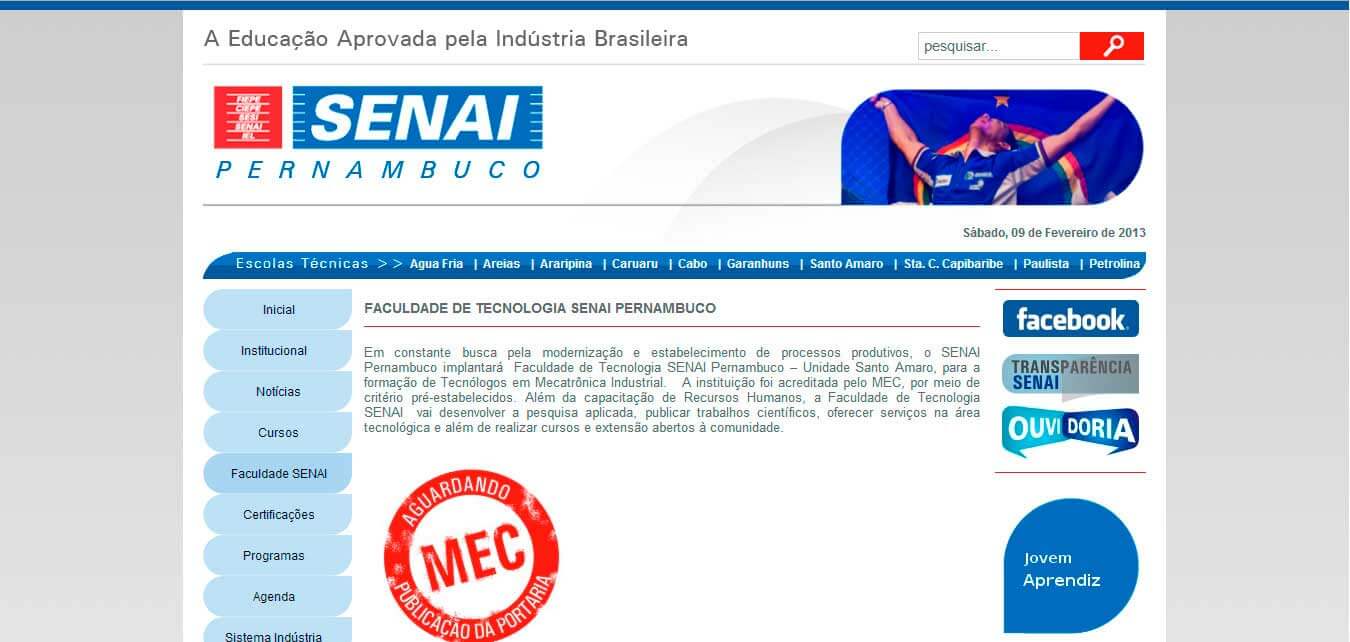 A Educação Aprovada pela Indústria Brasileira
pesquisar...
FIEPE
CIEPE
SESI
SENAI
IEL
SENAI
PERNAMBUCO
Sábado, 09 de Fevereiro de 2013
Escolas Técnicas >> Agua Fria | Areias | Araripina | Caruaru | Cabo | Garanhuns | Santo Amaro | Sta. C. Capibaribe | Paulista | Petrolina
Inicial
Institucional
Notícias
Cursos
Faculdade SENAI
Certificações
Programas
Agenda
Sistema Indústria
FACULDADE DE TECNOLOGIA SENAI PERNAMBUCO
Em constante busca pela modernização e estabelecimento de processos produtivos, o SENAI
Pernambuco implantará Faculdade de Tecnologia SENAI Pernambuco – Unidade Santo Amaro, para a
formação de Tecnólogos em Mecatrônica Industrial. A instituição foi acreditada pelo MEC, por meio de
critério pré-estabelecidos. Além da capacitação de Recursos Humanos, a Faculdade de Tecnologia
SENAI vai desenvolver a pesquisa aplicada, publicar trabalhos científicos, oferecer serviços na área
tecnológica e além de realizar cursos e extensão abertos à comunidade.
AGUARDANDO
MEC
PUBLICAÇÃO DA PORTARIA
facebook
TRANSPARÊNCIA
SENAI
OUVIDORIA
Jovem
Aprendiz